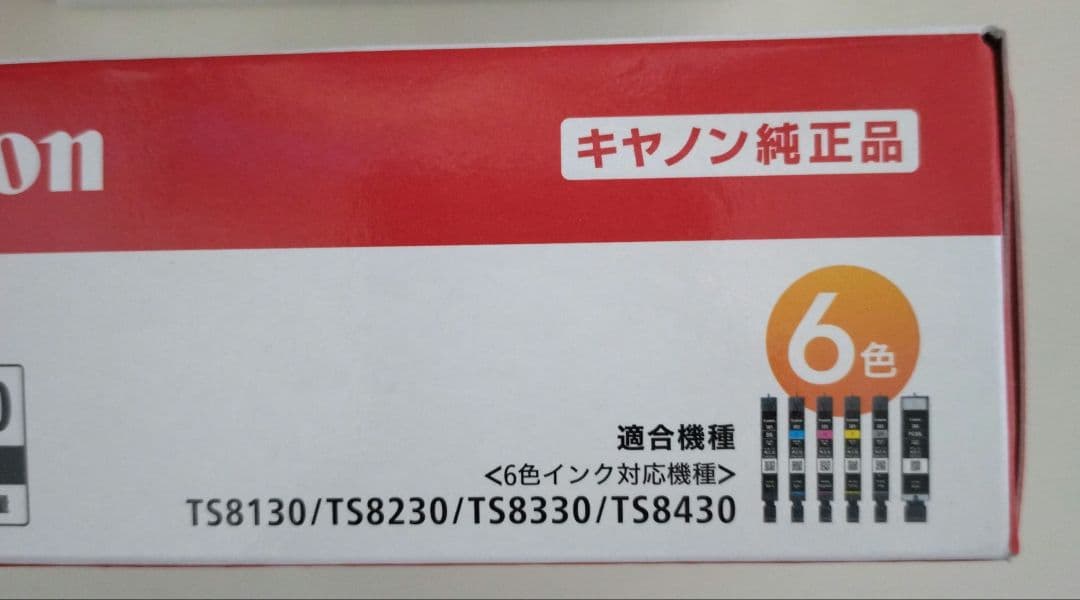 on
キヤノン純正品
6色
適合機種
<6色インク対応機種>
TS8130/TS8230/TS8330/TS8430